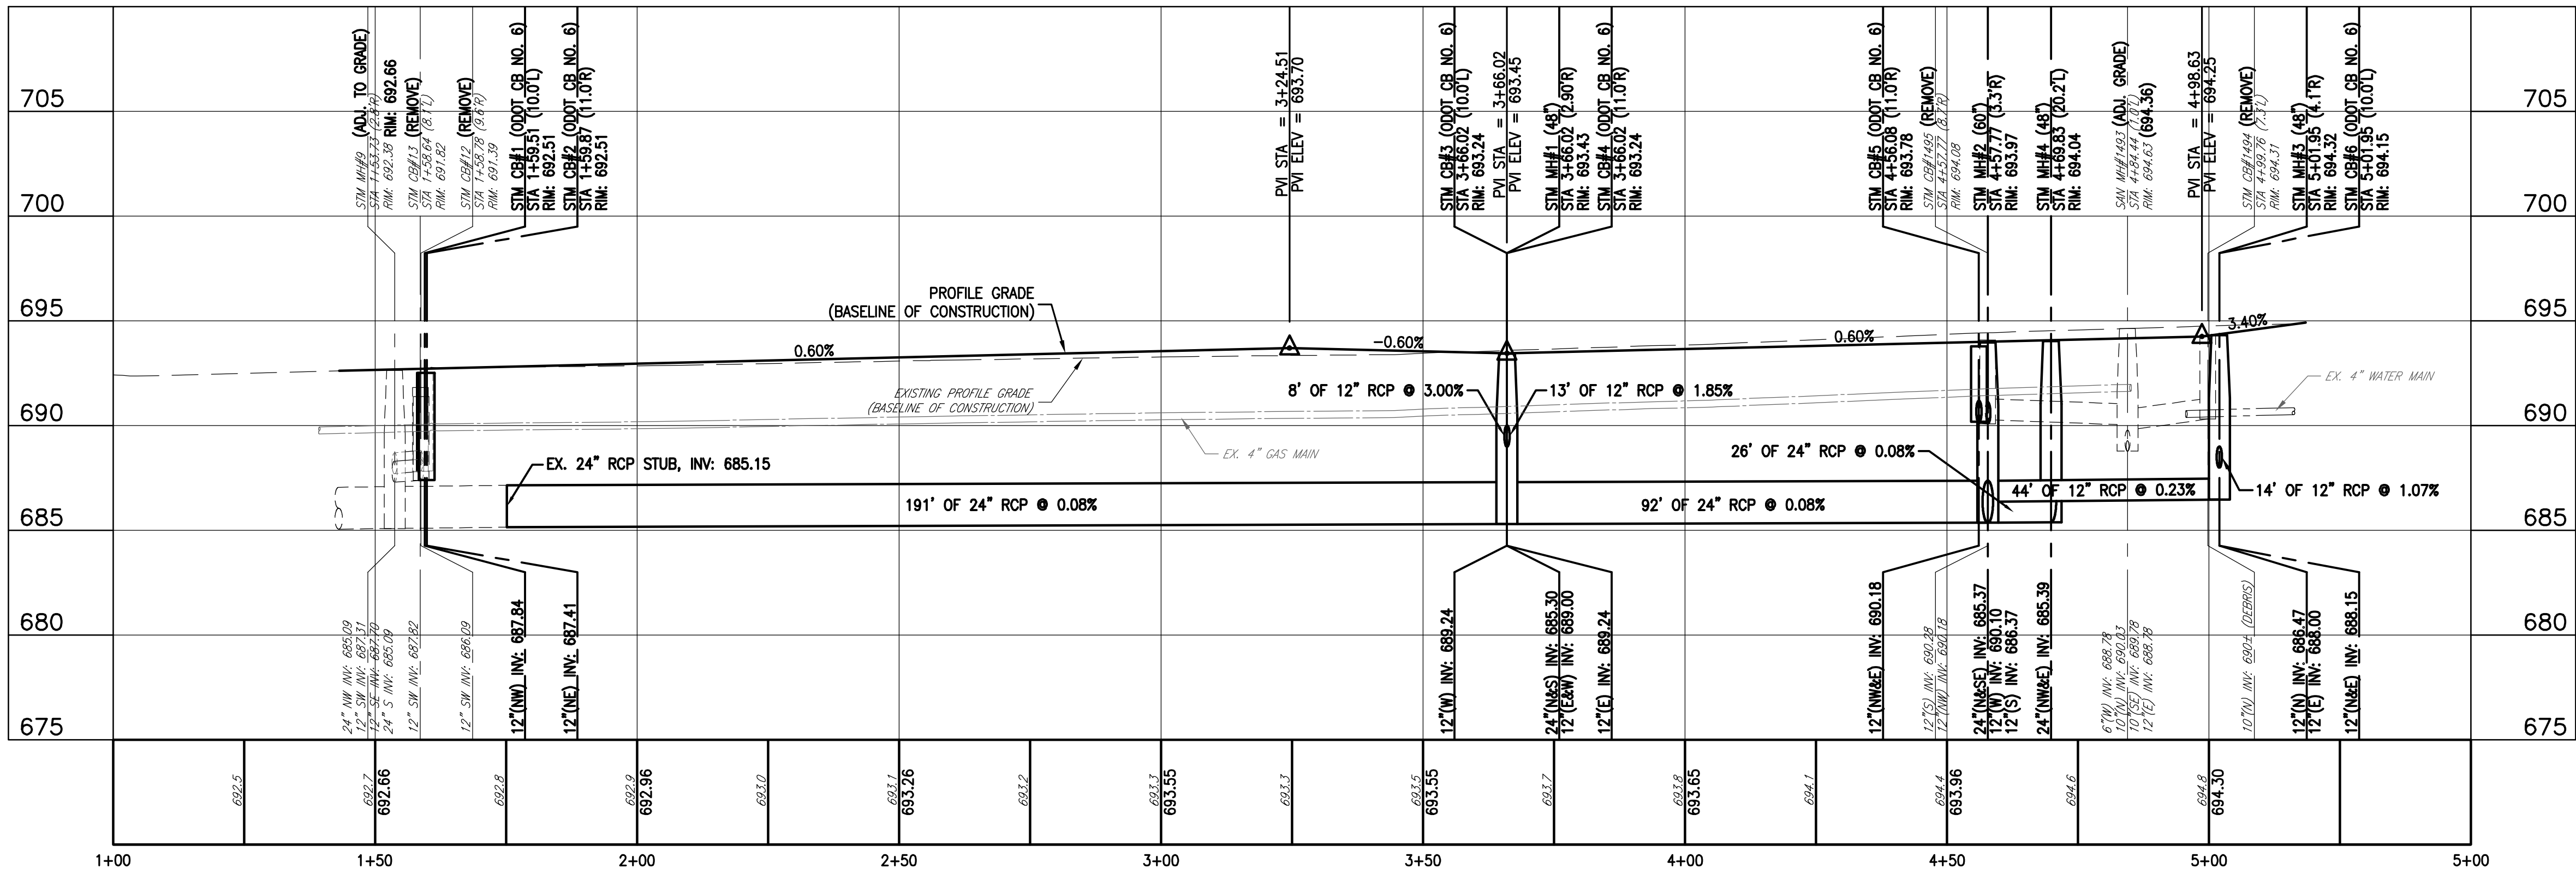 705
700
695
690
685
680
675
705
700
695
690
685
680
675
STM MH#9 (ADJ. TO GRADE)
STA 1+53.73 (2.8'R)
RIM: 692.38 RIM: 692.66
STM CB#13 (REMOVE)
STA 1+58.64 (8.1'L)
RIM: 691.82
STM CB#12 (REMOVE)
STA 1+58.78 (9.6'R)
RIM: 691.39
STM CB#1 (ODOT CB NO. 6)
STA 1+59.51 (10.0'L)
RIM: 692.51
STM CB#2 (ODOT CB NO. 6)
STA 1+59.87 (11.0'R)
RIM: 692.51
PVI STA = 3+24.51
PVI ELEV = 693.70
STM CB#3 (ODOT CB NO. 6)
STA 3+66.02 (10.0'L)
RIM: 693.24
PVI STA = 3+66.02
PVI ELEV = 693.45
STM MH#1 (48")
STA 3+66.02 (2.90'R)
RIM: 693.43
STM CB#4 (ODOT CB NO. 6)
STA 3+66.02 (11.0'R)
RIM: 693.24
STM CB#5 (ODOT CB NO. 6)
STA 4+56.08 (11.0'R)
RIM: 693.78
STM CB#1495 (REMOVE)
STA 4+57.77 (8.7'R)
RIM: 694.08
STM MH#2 (60")
STA 4+57.77 (3.3'R)
RIM: 693.97
STM MH#4 (48")
STA 4+69.83 (20.2'L)
RIM: 694.04
SAN MH#1493 (ADJ. GRADE)
STA 4+84.44 (1.0'L)
RIM: 694.63 (694.36)
PVI STA = 4+98.63
PVI ELEV = 694.25
STM CB#1494 (REMOVE)
STA 4+99.76 (7.3'L)
RIM: 694.31
STM MH#3 (48")
STA 5+01.95 (4.1'R)
RIM: 694.32
STM CB#6 (ODOT CB NO. 6)
STA 5+01.95 (10.0'L)
RIM: 694.15
PROFILE GRADE
(BASELINE OF CONSTRUCTION)
0.60%
-0.60%
0.60%
3.40%
EXISTING PROFILE GRADE
(BASELINE OF CONSTRUCTION)
8' OF 12" RCP @ 3.00%
13' OF 12" RCP @ 1.85%
EX. 4" WATER MAIN
EX. 4" GAS MAIN
EX. 24" RCP STUB, INV: 685.15
26' OF 24" RCP @ 0.08%
191' OF 24" RCP @ 0.08%
92' OF 24" RCP @ 0.08%
44' OF 12" RCP @ 0.23%
14' OF 12" RCP @ 1.07%
24" NW INV: 685.09
12" SW INV: 687.31
12" SE INV: 687.70
24" S INV: 685.09
12" SW INV: 687.82
12" SW INV: 686.09
12"(NW) INV: 687.84
12"(NE) INV: 687.41
12"(W) INV: 689.24
24"(N&S) INV: 685.30
12"(E&W) INV: 689.00
12"(E) INV: 689.24
12"(NW&E) INV: 690.18
12"(S) INV: 690.28
12"(NW) INV: 690.18
24"(N&SE) INV: 685.37
12"(W) INV: 690.10
12"(S) INV: 686.37
24"(NW&E) INV: 685.39
6"(W) INV: 688.78
10"(N) INV: 690.03
10"(SE) INV: 689.78
12"(E) INV: 688.78
10"(N) INV: 690± (DEBRIS)
12"(N) INV: 686.47
12"(E) INV: 688.00
12"(N&E) INV: 688.15
692.5
692.7
692.66
692.8
692.9
692.96
693.0
693.1
693.26
693.2
693.3
693.55
693.3
693.5
693.55
693.7
693.8
693.65
694.1
694.4
693.96
694.6
694.8
694.30
1+00
1+50
2+00
2+50
3+00
3+50
4+00
4+50
5+00
5+00